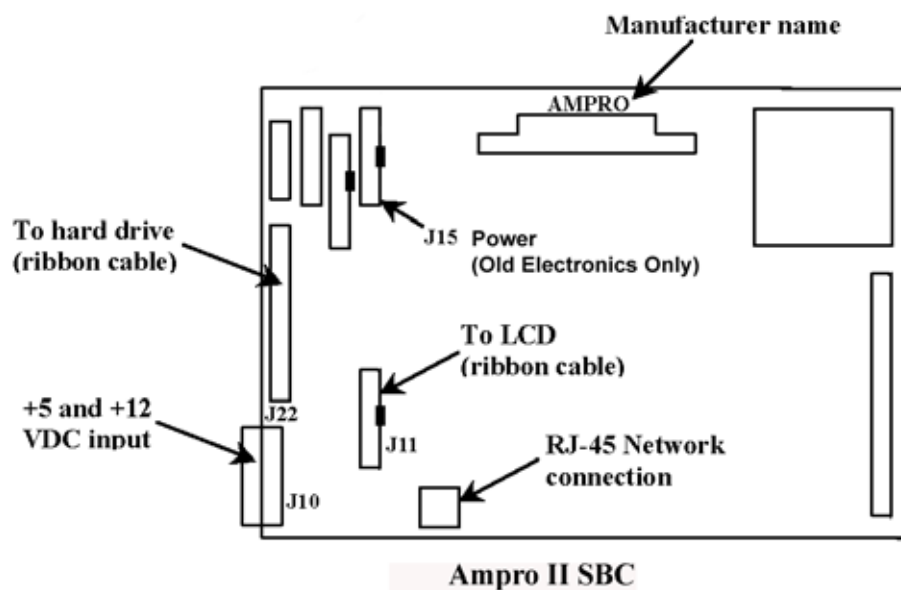 Manufacturer name
AMPRO
To hard drive
(ribbon cable)
J15 Power
(Old Electronics Only)
To LCD
(ribbon cable)
+5 and +12
VDC input
J22
J11
J10
RJ-45 Network
connection
Ampro II SBC